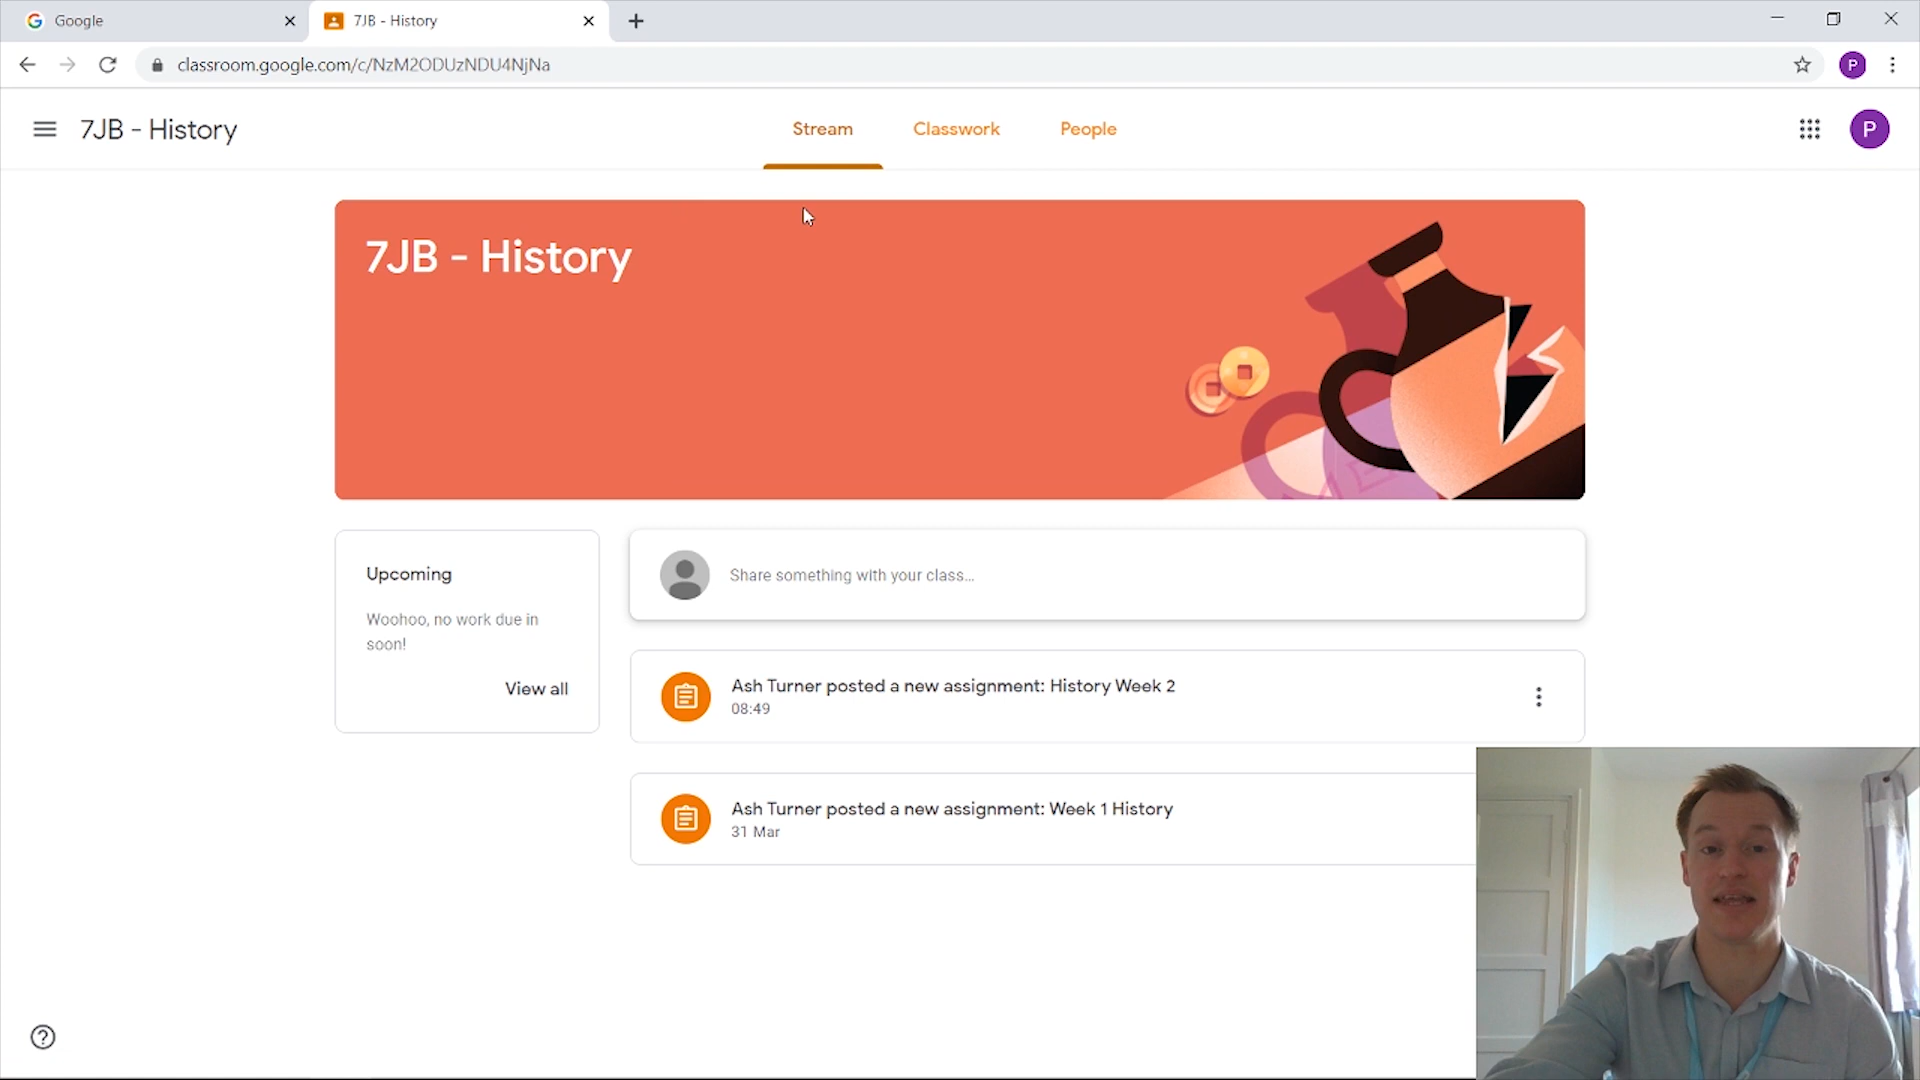 Google
7JB - History
classroom.google.com/c/NzM2ODUzNDU4NjNa
P
7JB - History
Stream
Classwork
People
P
7JB - History
Upcoming
Woohoo, no work due in
soon!
View all
Share something with your class...
Ash Turner posted a new assignment: History Week 2
08:49
Ash Turner posted a new assignment: Week 1 History
31 Mar